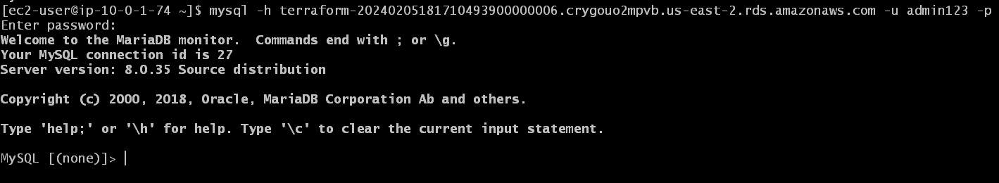 [ec2-user@ip-10-0-1-74 ~]$ mysql -h terraform-20240205181710493900000006.crygouo2mpvb.us-east-2.rds.amazonaws.com -u admin123 -p
Enter password:
Welcome to the MariaDB monitor.  Commands end with ; or \g.
Your MySQL connection id is 27
Server version: 8.0.35 Source distribution
Copyright (c) 2000, 2018, Oracle, MariaDB Corporation Ab and others.
Type 'help;' or '\h' for help. Type '\c' to clear the current input statement.
MySQL [(none)]>